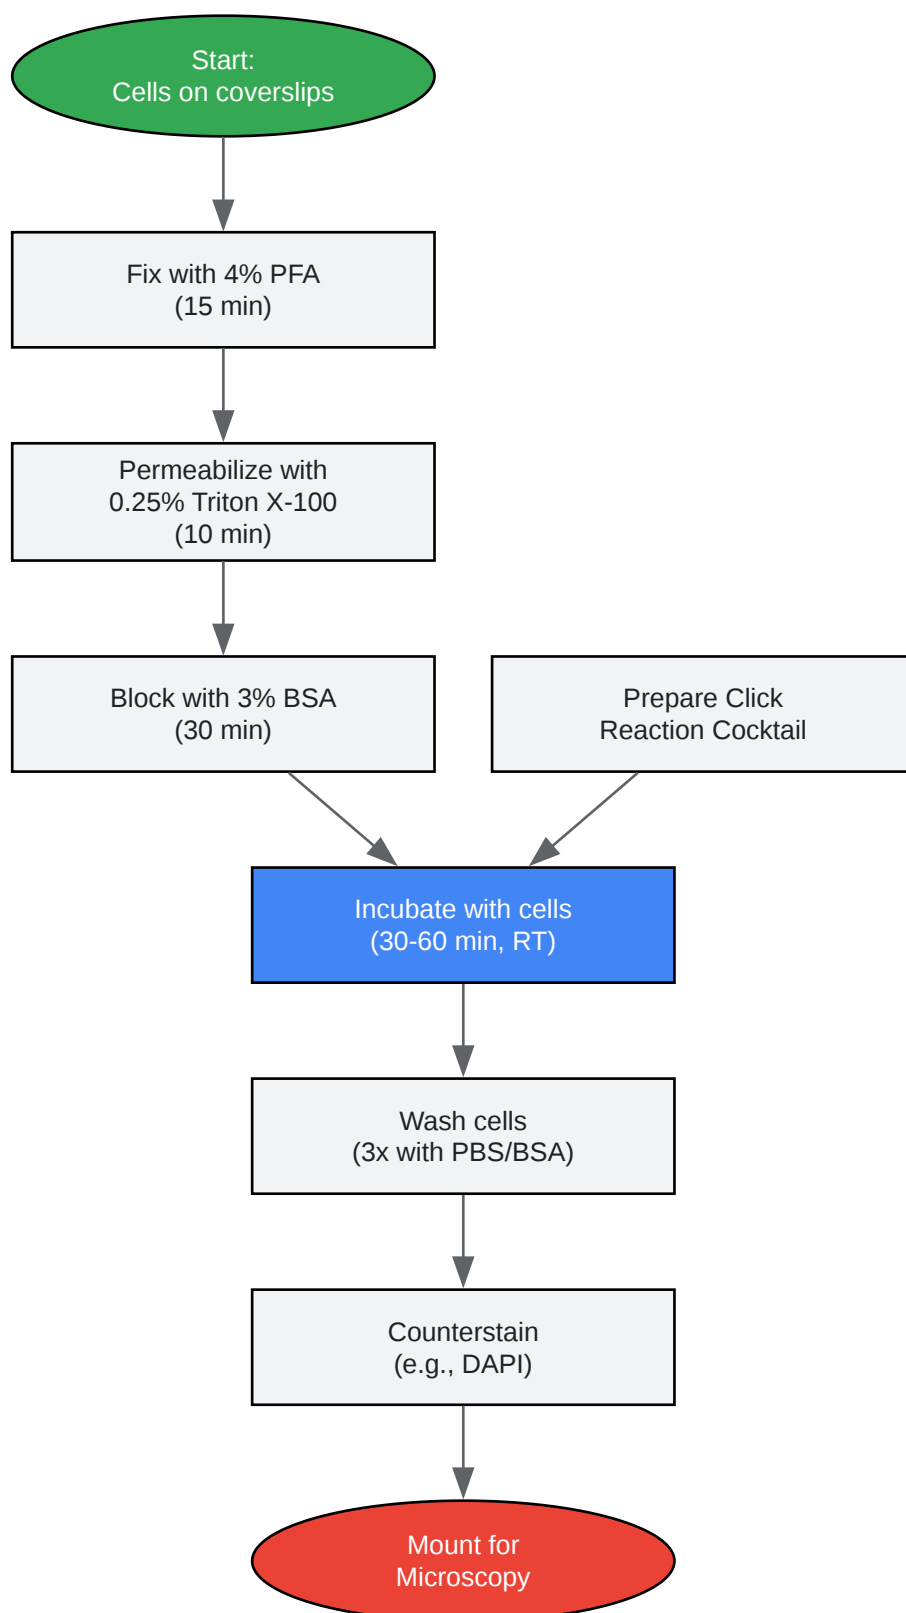 Start:
Cells on coverslips
Fix with 4% PFA
(15 min)
Permeabilize with
0.25% Triton X-100
(10 min)
Block with 3% BSA
(30 min)
Prepare Click
Reaction Cocktail
Incubate with cells
(30-60 min, RT)
Wash cells
(3x with PBS/BSA)
Counterstain
(e.g., DAPI)
Mount for
Microscopy